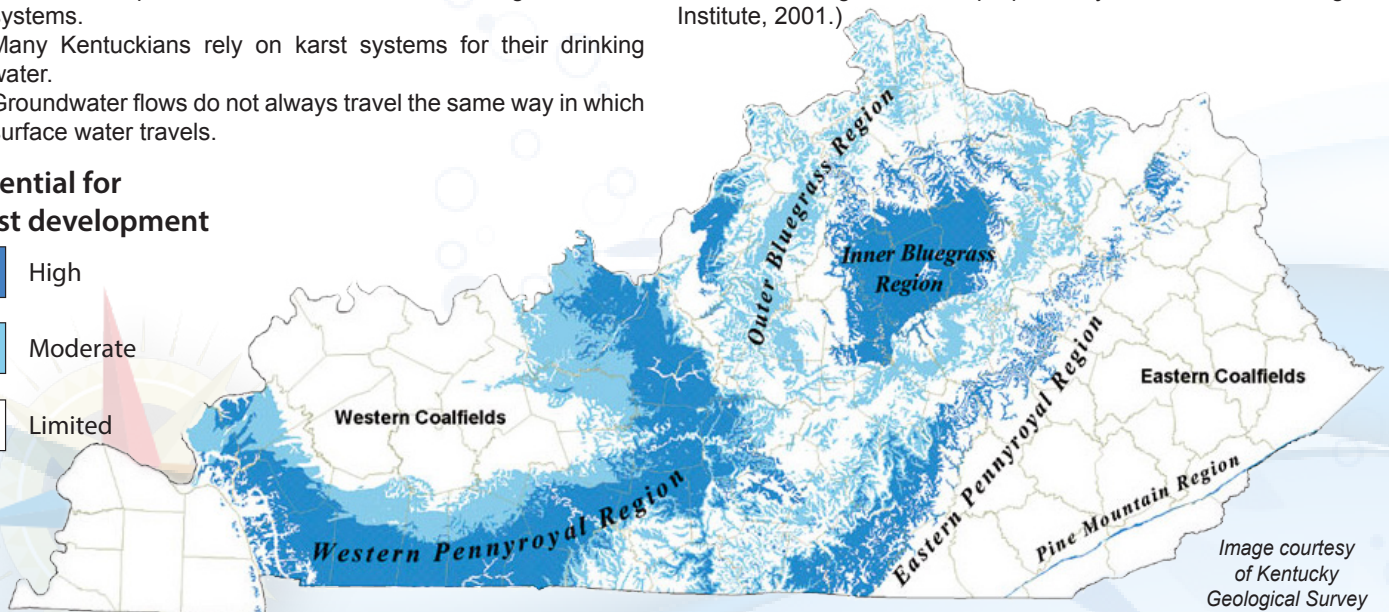 systems.
Many Kentuckians rely on karst systems for their drinking
water.
Groundwater flows do not always travel the same way in which
surface water travels.
Institute, 2001.)
ential for
st development
High
Moderate
Limited
Outer Bluegrass Region
Inner Bluegrass
Region
Western Coalfields
Eastern Coalfields
Western Pennyroyal Region
Eastern Pennyroyal Region
Pine Mountain Region
Image courtesy
of Kentucky
Geological Survey